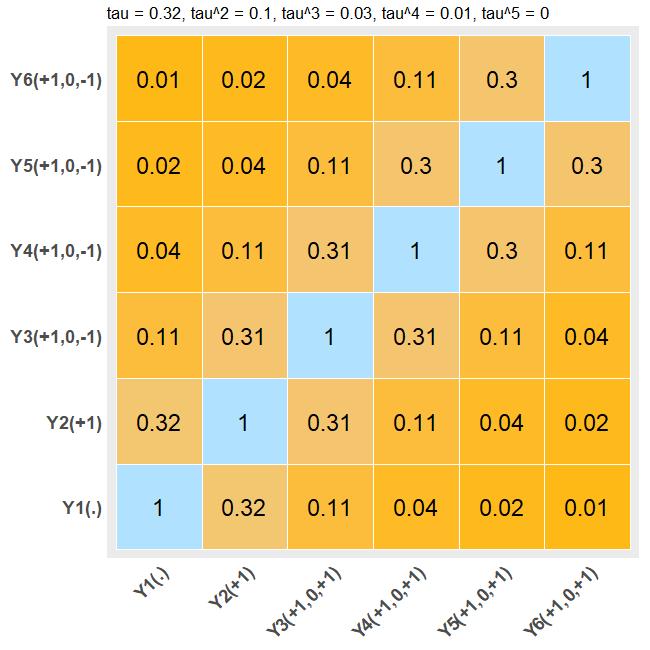 tau = 0.32, tau^2 = 0.1, tau^3 = 0.03, tau^4 = 0.01, tau^5 = 0
Y6(+1,0,-1) 0.01 0.02 0.04 0.11 0.3 1
Y5(+1,0,-1) 0.02 0.04 0.11 0.3 1 0.3
Y4(+1,0,-1) 0.04 0.11 0.31 1 0.3 0.11
Y3(+1,0,-1) 0.11 0.31 1 0.31 0.11 0.04
Y2(+1) 0.32 1 0.31 0.11 0.04 0.02
Y1(.) 1 0.32 0.11 0.04 0.02 0.01
Y1(.) Y2(+1) Y3(+1,0,+1) Y4(+1,0,+1) Y5(+1,0,+1) Y6(+1,0,+1)